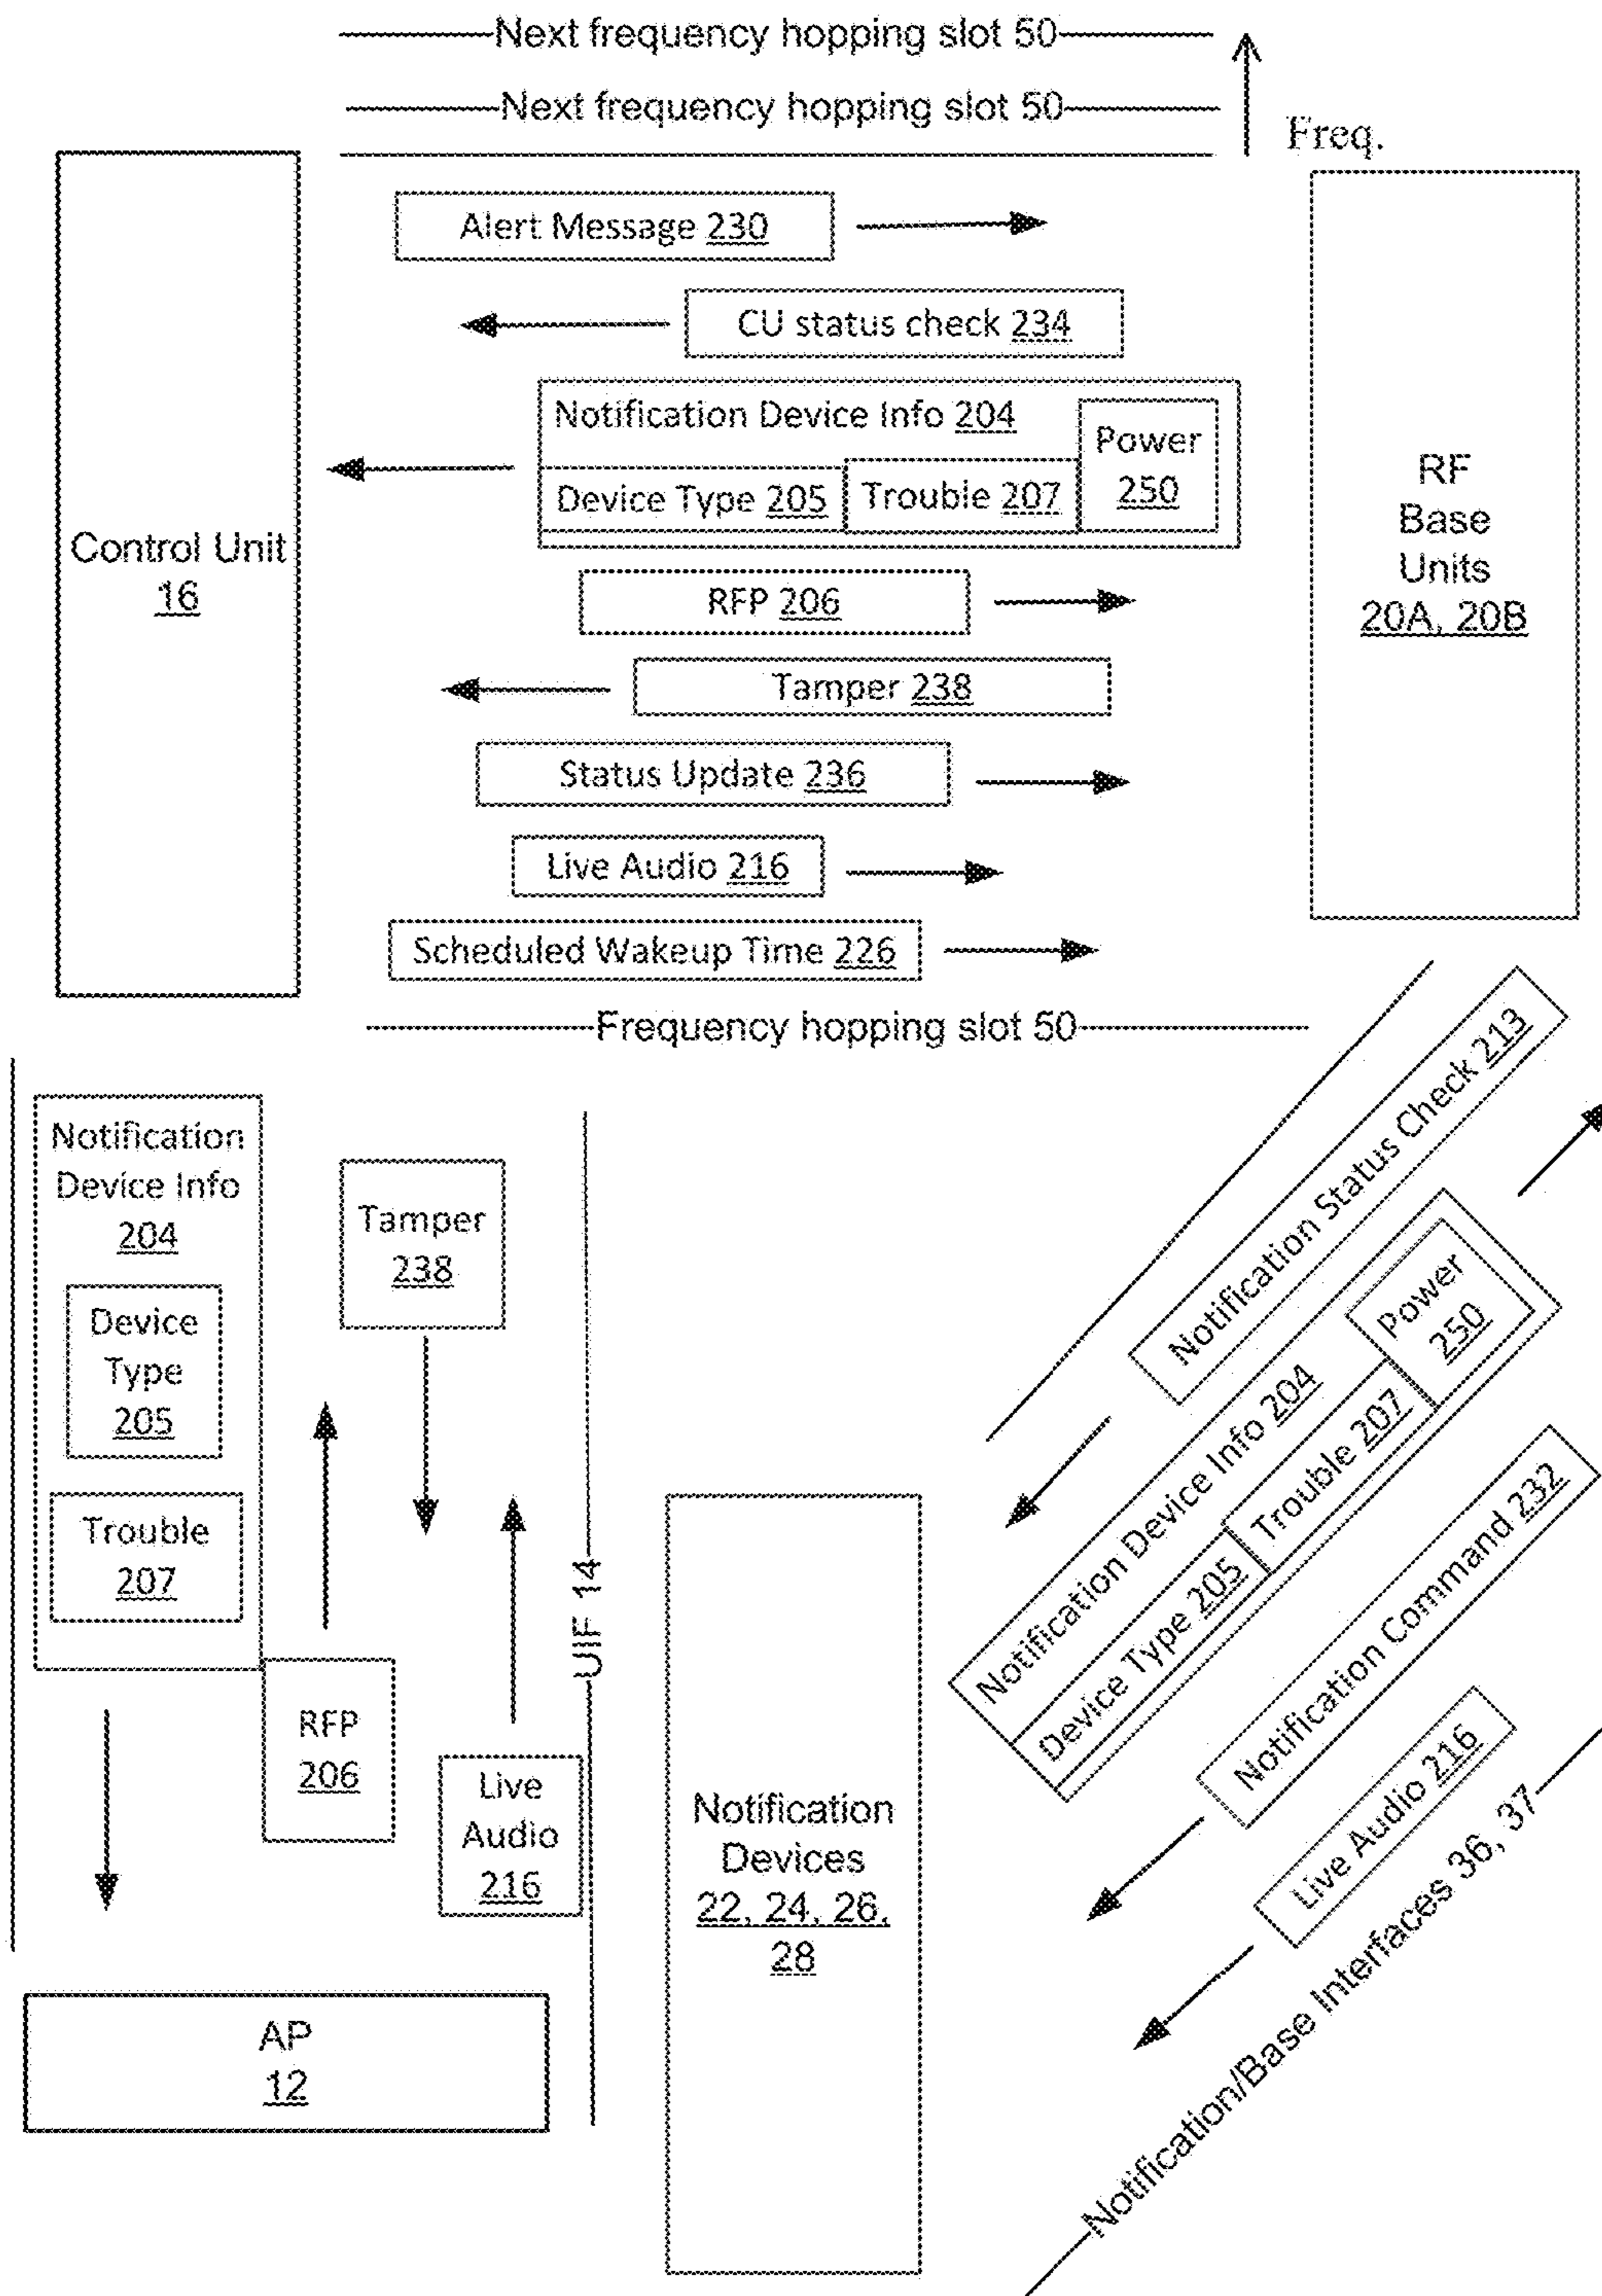 Next frequency hopping slot 50
Next frequency hopping slot 50
Freq.
Alert Message 230
CU status check 234
Notification Device Info 204
Power
250
Device Type 205
Trouble 207
Control Unit
16
RF
Base
Units
20A, 20B
RFP 206
Tamper 238
Status Update 236
Live Audio 216
Scheduled Wakeup Time 226
Frequency hopping slot 50
Notification
Device Info
204
Device
Type
205
Trouble
207
Tamper
238
RFP
206
Live
Audio
216
UIF 14
AP
12
Notification
Devices
22, 24, 26,
28
Notification Status Check 213
Notification Device Info 204
Power
250
Device Type 205
Trouble 207
Notification Command 232
Live Audio 216
Notification/Base Interfaces 36, 37